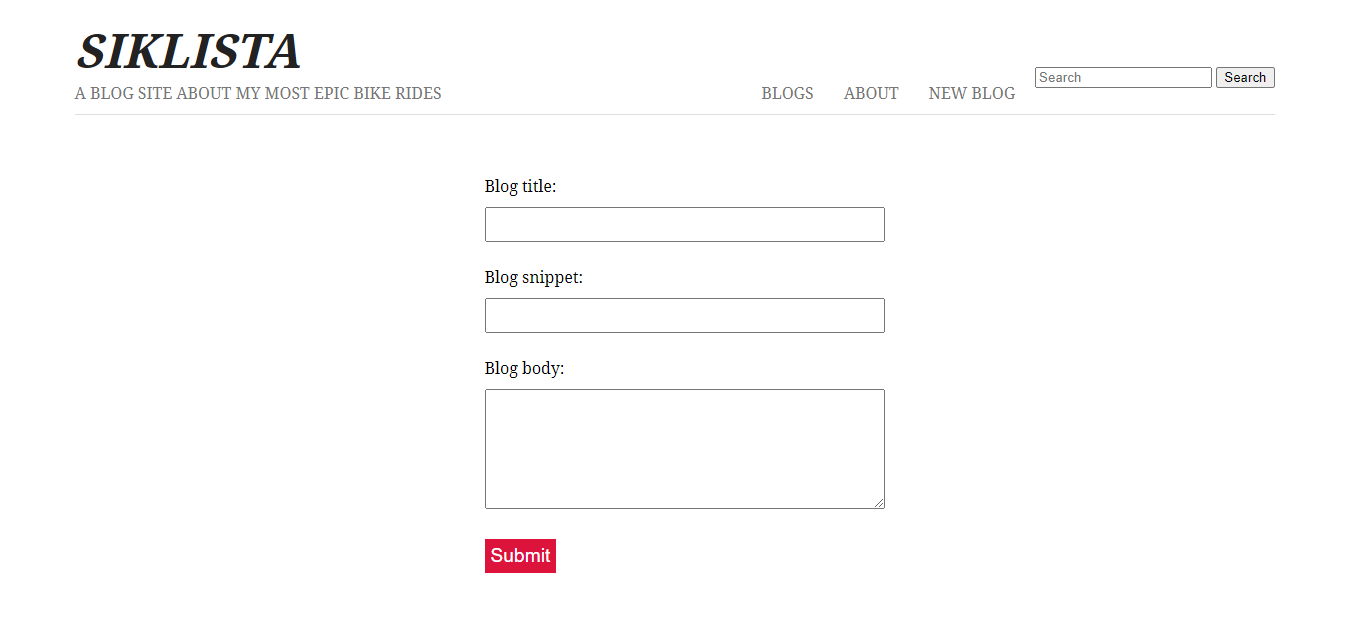 SIKLISTA
A BLOG SITE ABOUT MY MOST EPIC BIKE RIDES
BLOGS ABOUT NEW BLOG Search Search
Blog title:
Blog snippet:
Blog body:
Submit